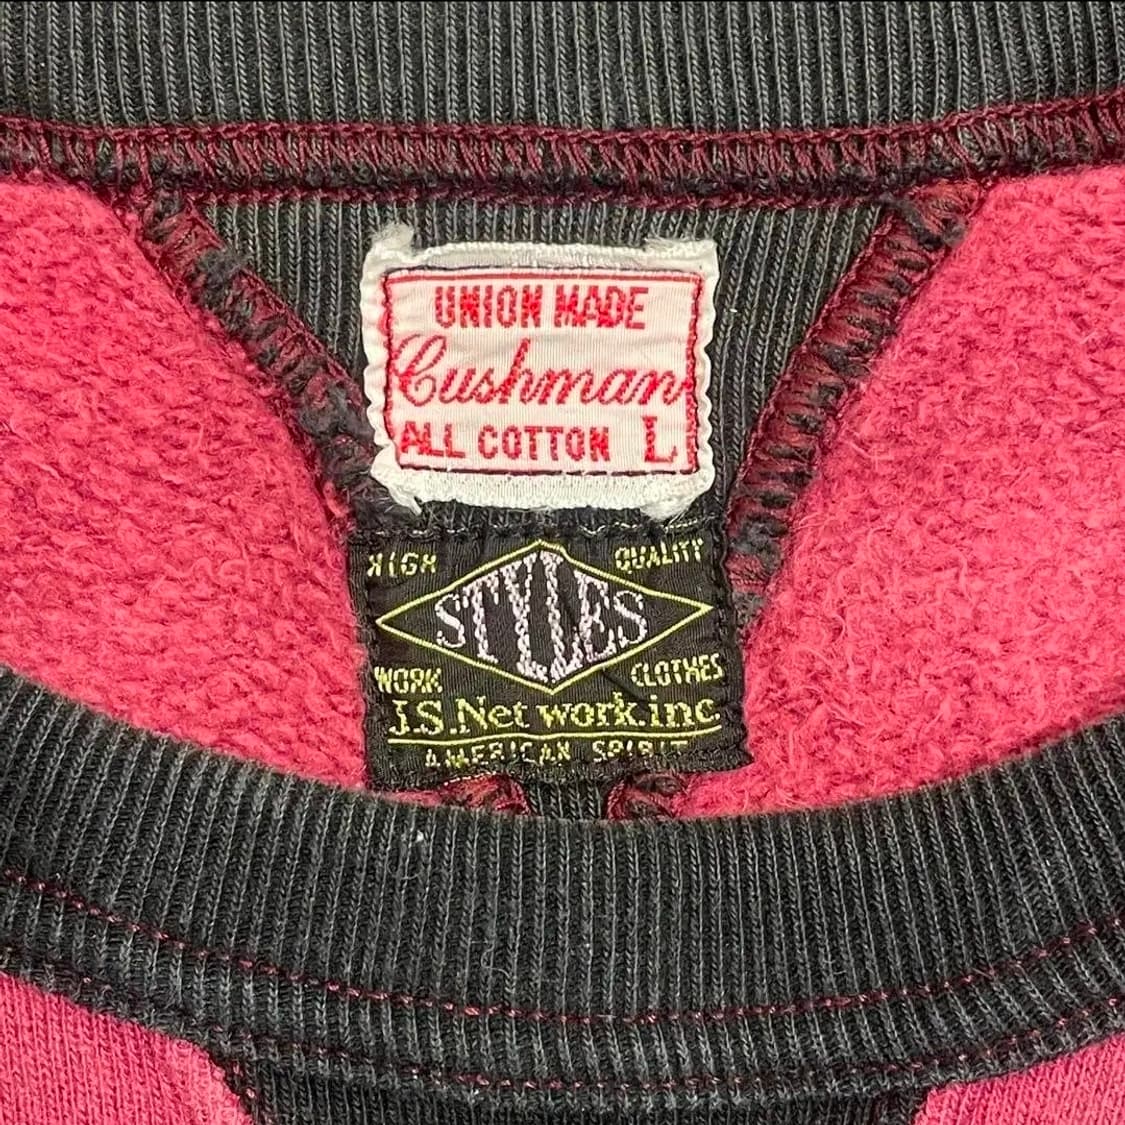 UNION MADE
Cushman
ALL COTTON L
HIGH QUALITY
STYLES
WORK CLOTHES
J.S.Net work.inc
AMERICAN SPIRIT